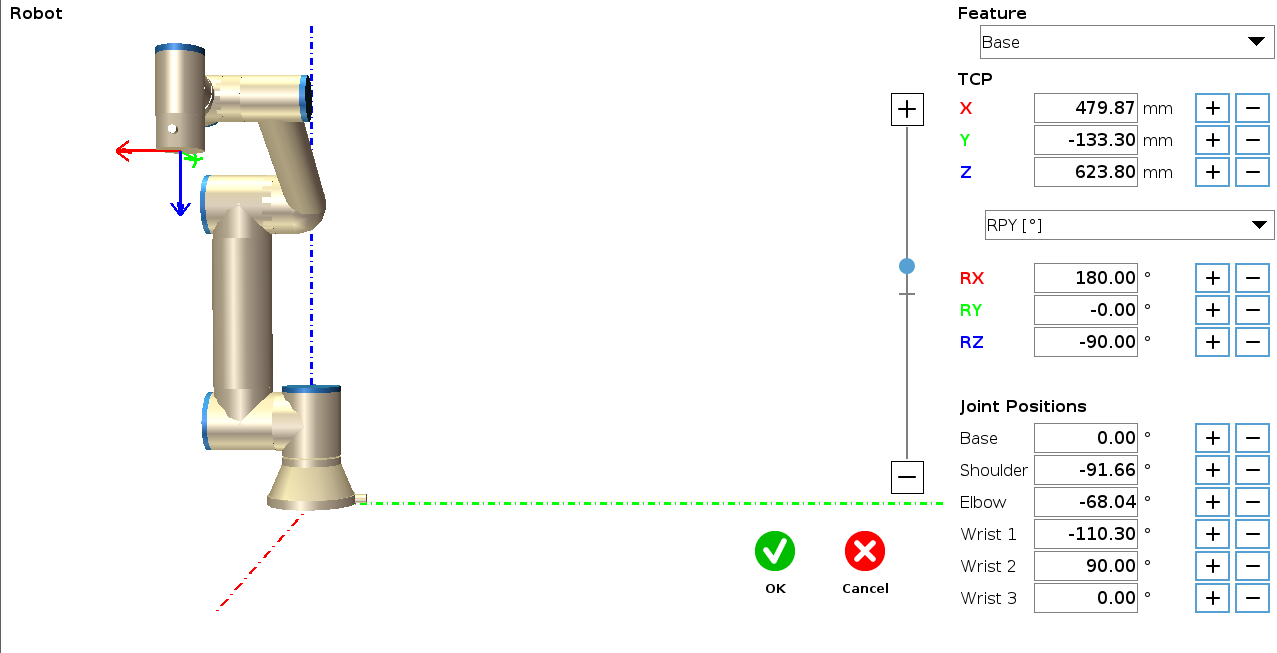 Robot
Feature
Base
TCP
X 479.87 mm + −
Y -133.30 mm + −
Z 623.80 mm + −
RPY [°]
RX 180.00 ° + −
RY -0.00 ° + −
RZ -90.00 ° + −
Joint Positions
Base 0.00 ° + −
Shoulder -91.66 ° + −
Elbow -68.04 ° + −
Wrist 1 -110.30 ° + −
Wrist 2 90.00 ° + −
Wrist 3 0.00 ° + −
+
−
OK
Cancel